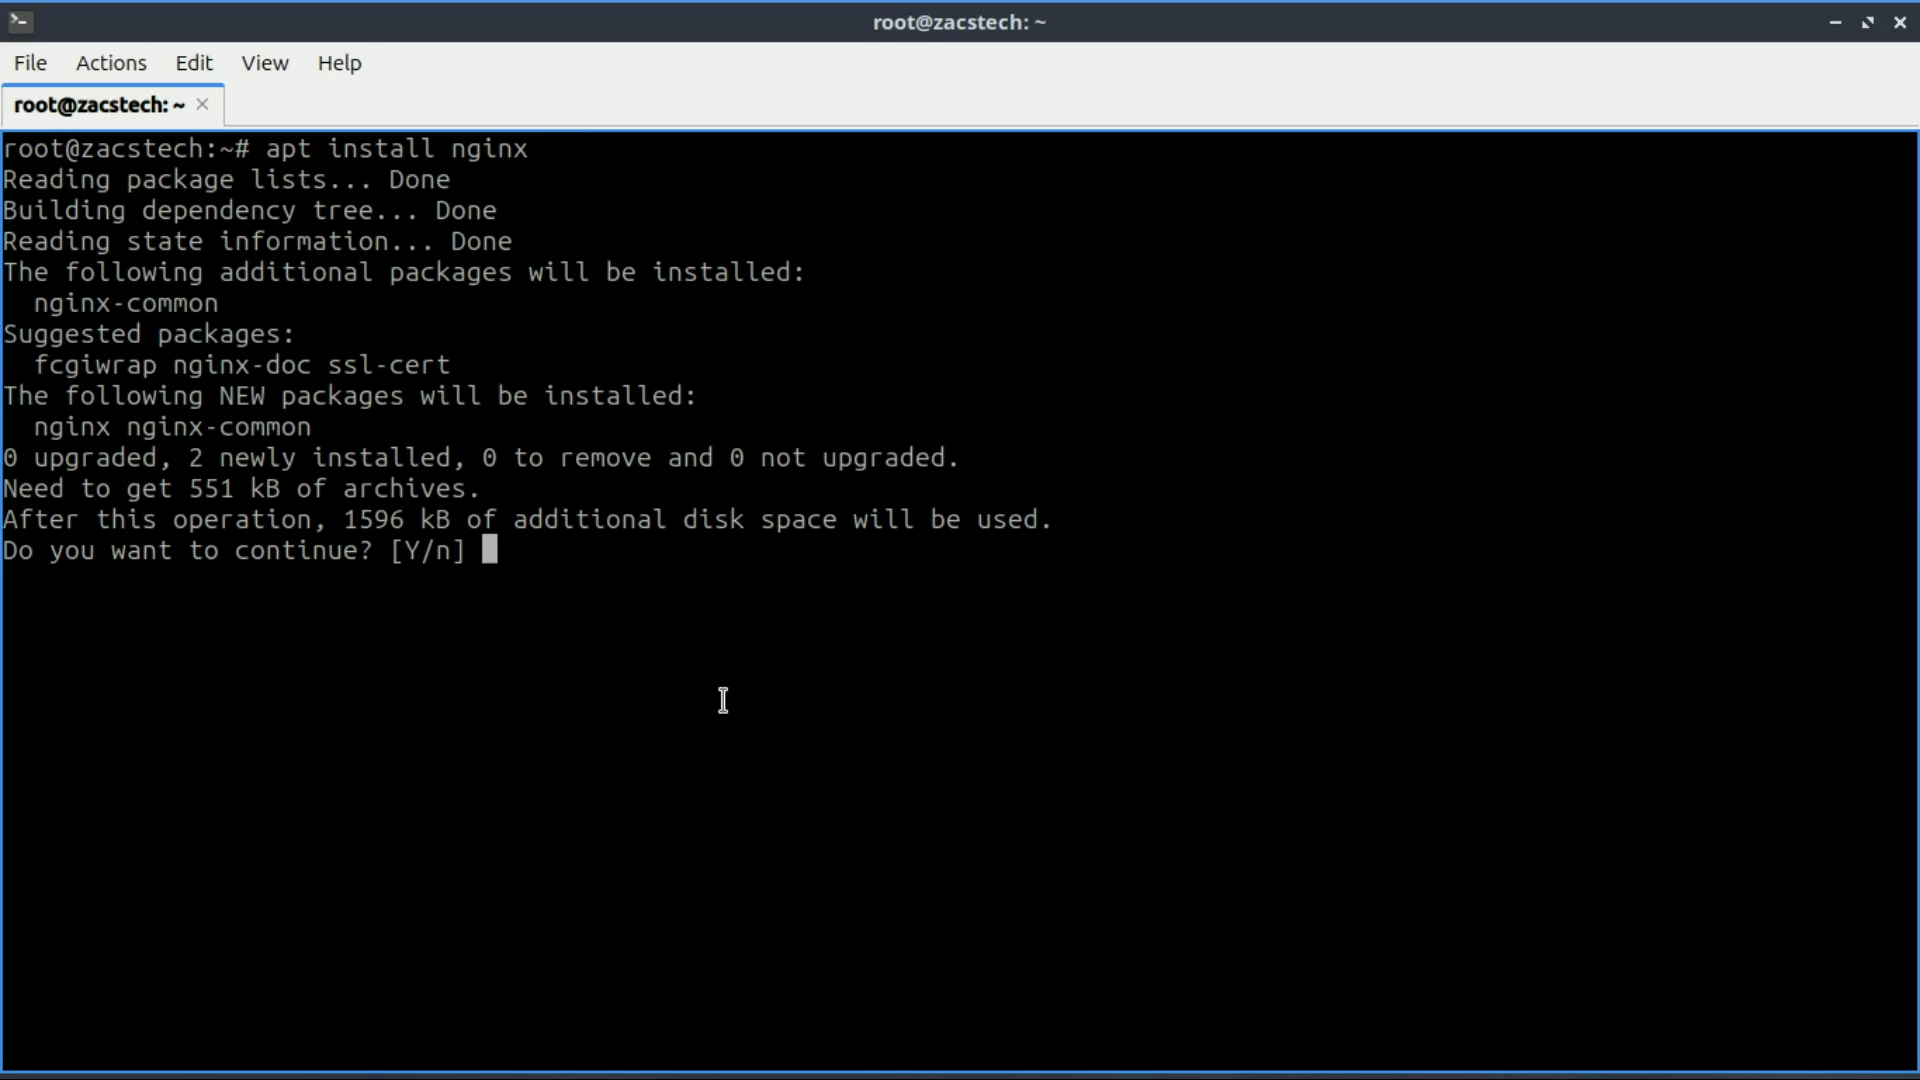 root@zacstech: ~
File Actions Edit View Help
root@zacstech: ~
root@zacstech:~# apt install nginx
Reading package lists... Done
Building dependency tree... Done
Reading state information... Done
The following additional packages will be installed:
  nginx-common
Suggested packages:
  fcgiwrap nginx-doc ssl-cert
The following NEW packages will be installed:
  nginx nginx-common
0 upgraded, 2 newly installed, 0 to remove and 0 not upgraded.
Need to get 551 kB of archives.
After this operation, 1596 kB of additional disk space will be used.
Do you want to continue? [Y/n]